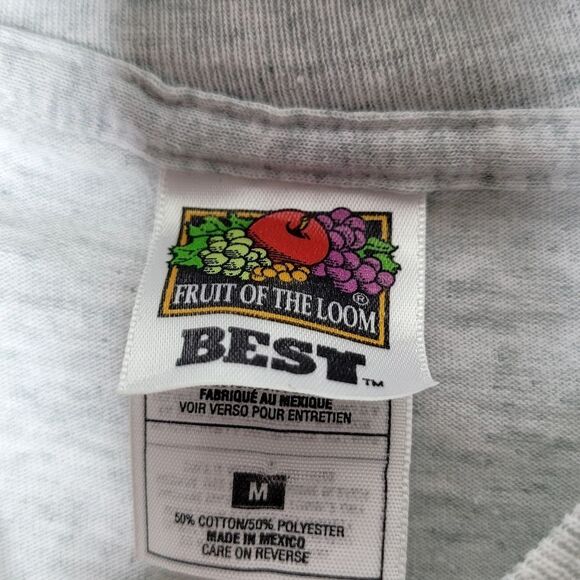 FRUIT OF THE LOOM ®
BEST™
FABRIQUÉ AU MEXIQUE
VOIR VERSO POUR ENTRETIEN
M
50% COTTON/50% POLYESTER
MADE IN MEXICO
CARE ON REVERSE